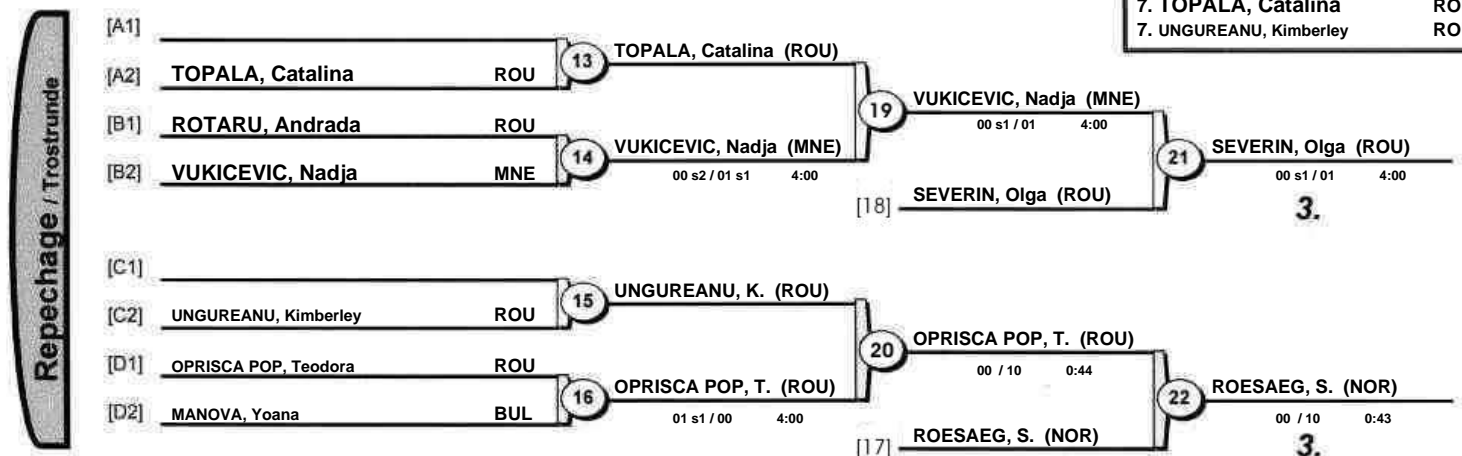 7. TOPALA, Catalina RO
7. UNGUREANU, Kimberley RO
Repechage / Trostrunde
[A1]
[A2] TOPALA, Catalina ROU
13 TOPALA, Catalina (ROU)
[B1] ROTARU, Andrada ROU
[B2] VUKICEVIC, Nadja MNE
14 VUKICEVIC, Nadja (MNE)
00 s2 / 01 s1 4:00
19 VUKICEVIC, Nadja (MNE)
00 s1 / 01 4:00
[18] SEVERIN, Olga (ROU)
21 SEVERIN, Olga (ROU)
00 s1 / 01 4:00
3.
[C1]
[C2] UNGUREANU, Kimberley ROU
15 UNGUREANU, K. (ROU)
[D1] OPRISCA POP, Teodora ROU
[D2] MANOVA, Yoana BUL
16 OPRISCA POP, T. (ROU)
01 s1 / 00 4:00
20 OPRISCA POP, T. (ROU)
00 / 10 0:44
[17] ROESAEG, S. (NOR)
22 ROESAEG, S. (NOR)
00 / 10 0:43
3.